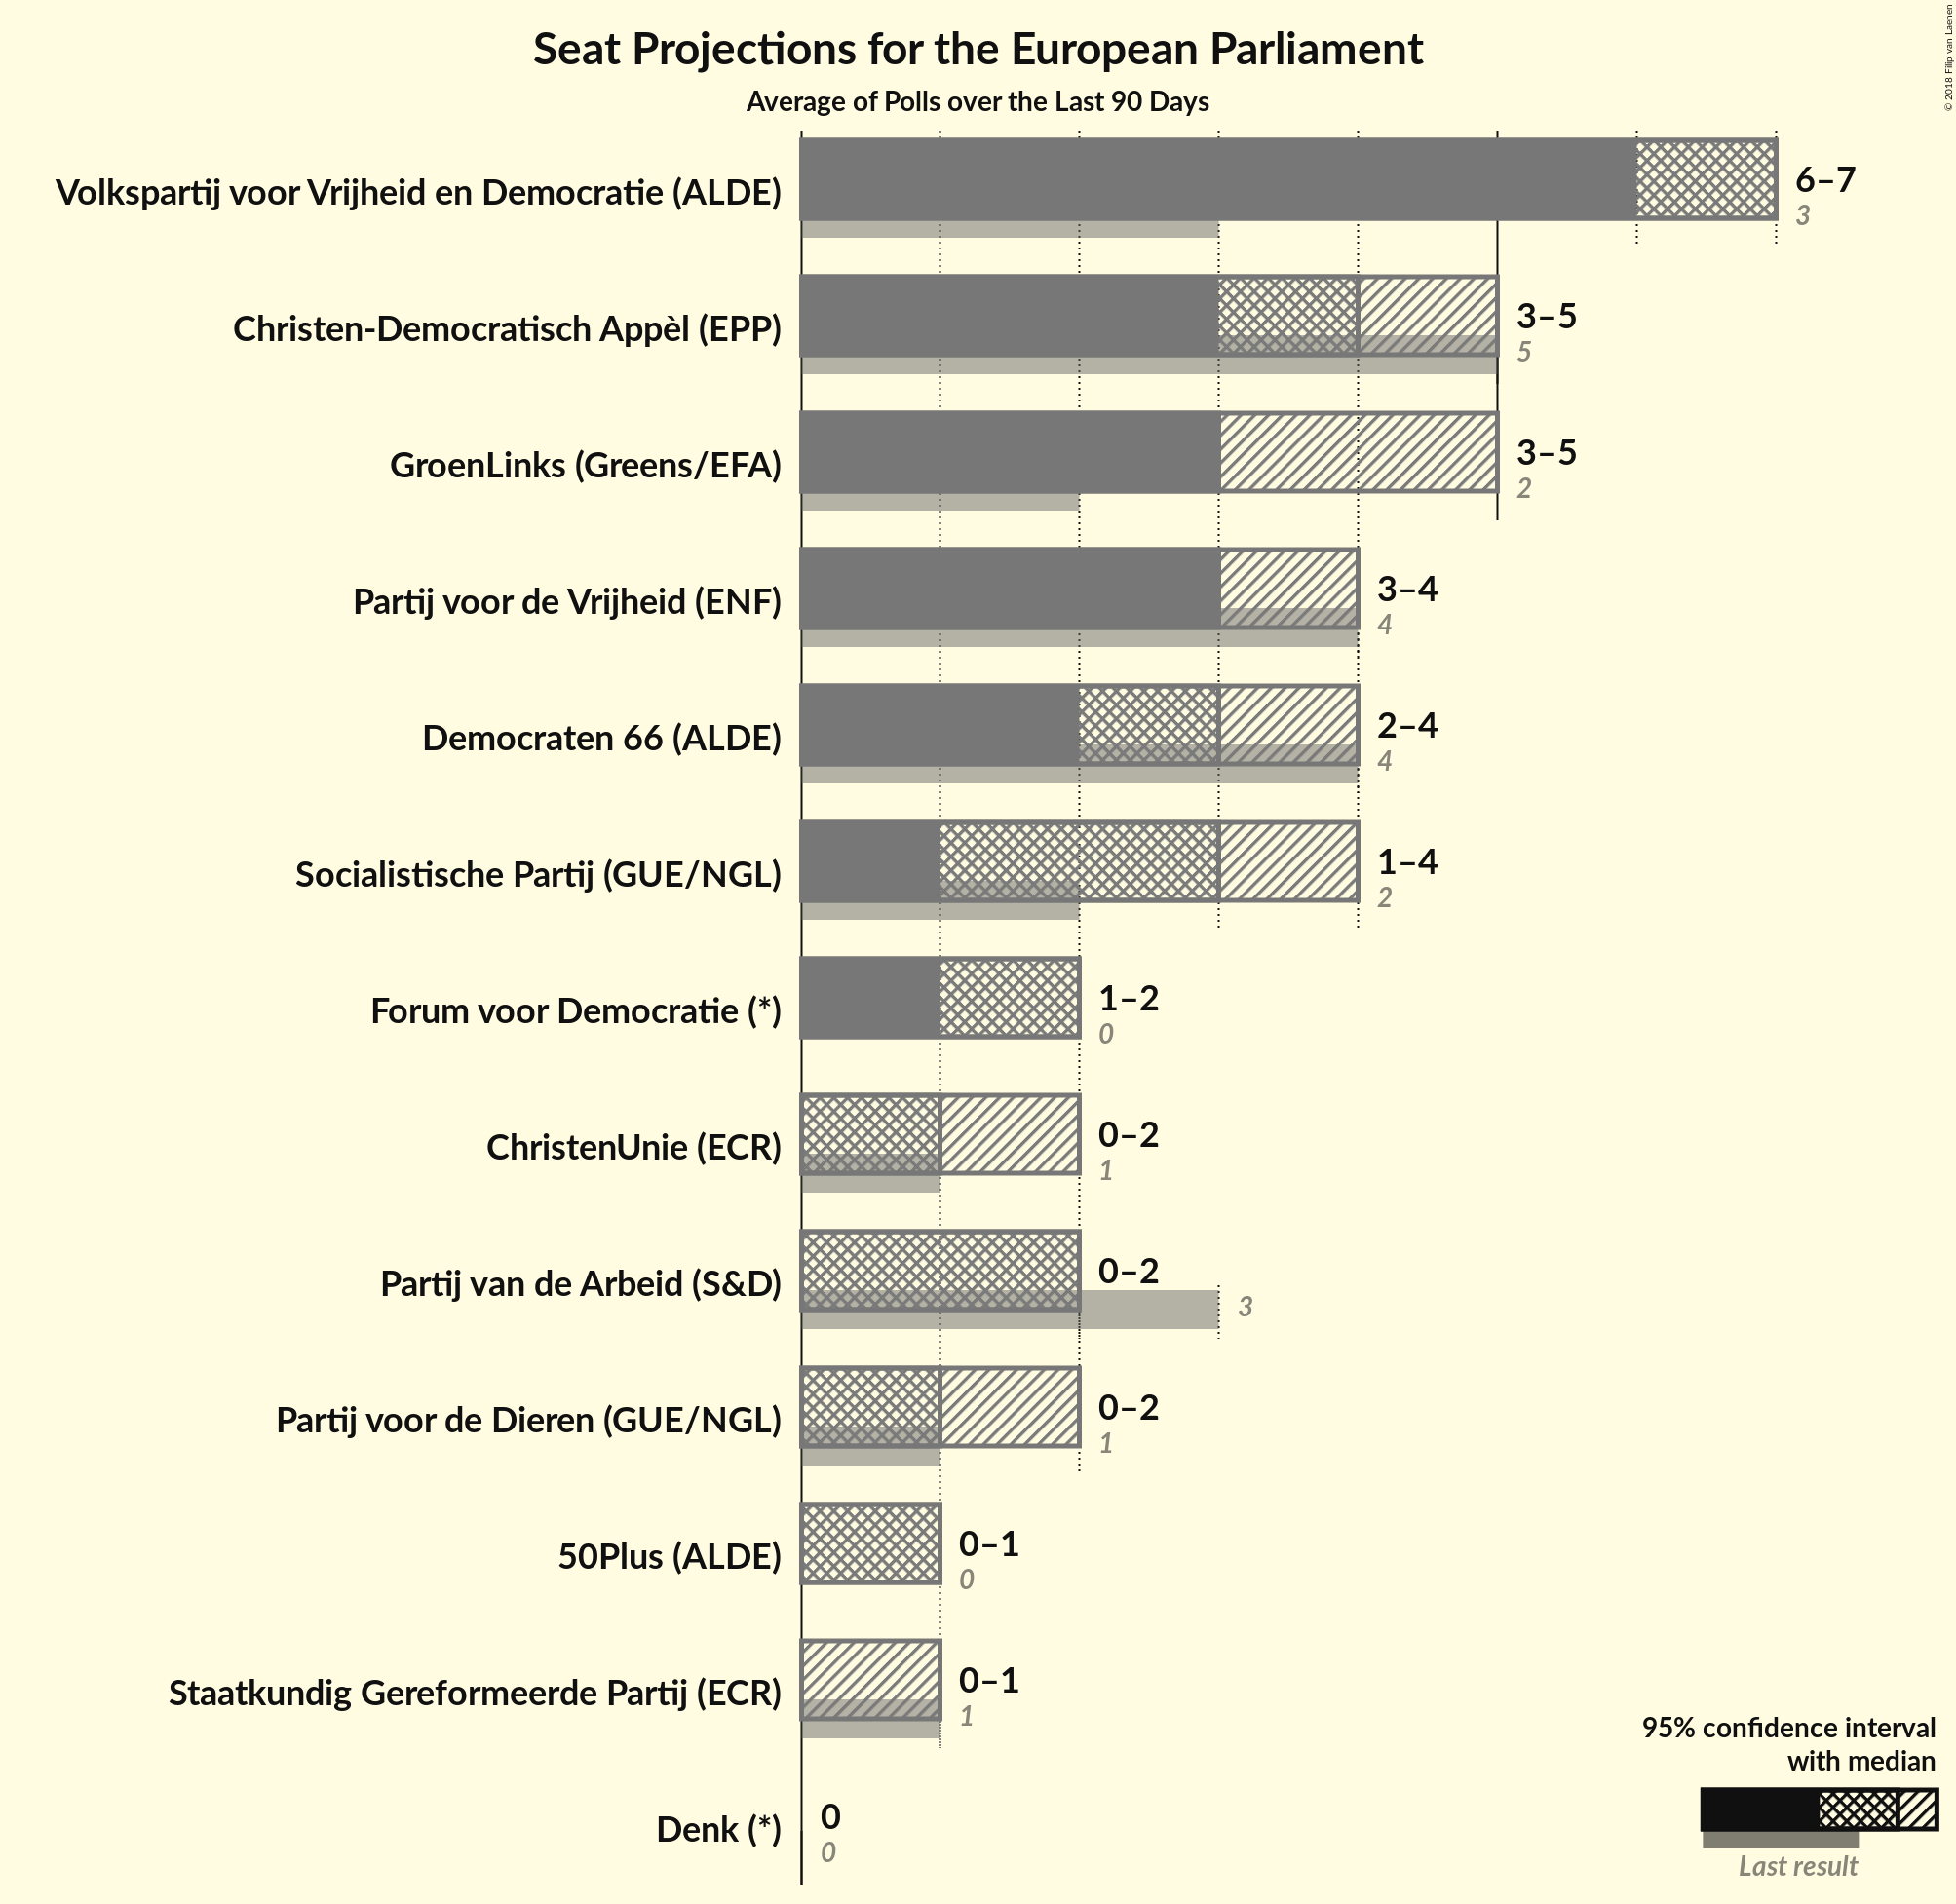 Seat Projections for the European Parliament
Average of Polls over the Last 90 Days
© 2018 Filip van Laenen
Volkspartij voor Vrijheid en Democratie (ALDE)
6–7
3
Christen-Democratisch Appèl (EPP)
3–5
5
GroenLinks (Greens/EFA)
3–5
2
Partij voor de Vrijheid (ENF)
3–4
4
Democraten 66 (ALDE)
2–4
4
Socialistische Partij (GUE/NGL)
1–4
2
Forum voor Democratie (*)
1–2
0
ChristenUnie (ECR)
0–2
1
Partij van de Arbeid (S&D)
0–2
3
Partij voor de Dieren (GUE/NGL)
0–2
1
50Plus (ALDE)
0–1
0
Staatkundig Gereformeerde Partij (ECR)
0–1
1
Denk (*)
0
0
95% confidence interval
with median
Last result